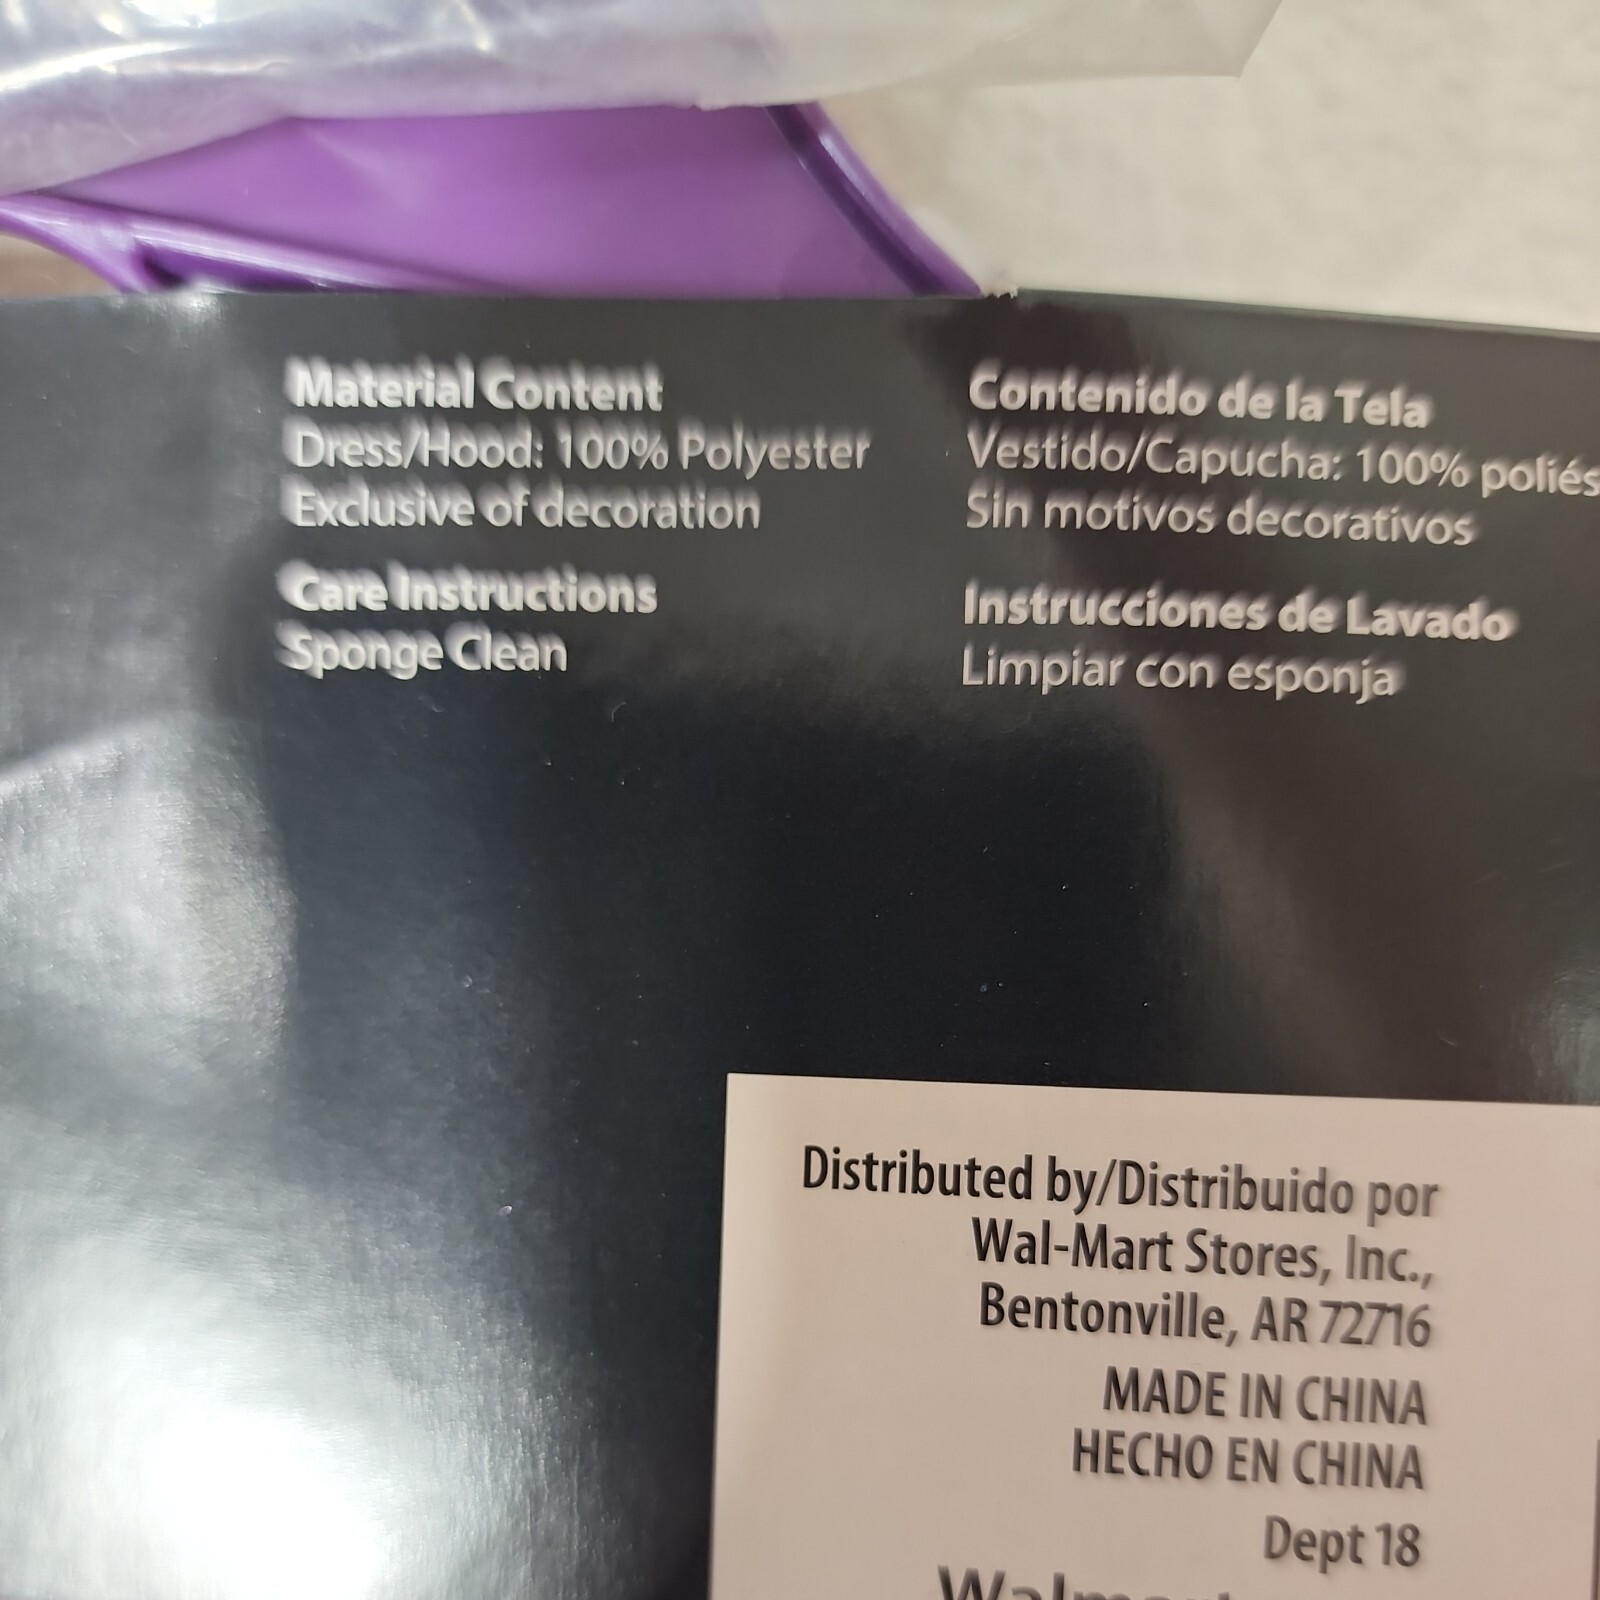 Material Content
Dress/Hood: 100% Polyester
Exclusive of decoration
Care Instructions
Sponge Clean
Contenido de la Tela
Vestido/Capucha: 100% poliés
Sin motivos decorativos
Instrucciones de Lavado
Limpiar con esponja
Distributed by/Distribuido por
Wal-Mart Stores, Inc.,
Bentonville, AR 72716
MADE IN CHINA
HECHO EN CHINA
Dept 18